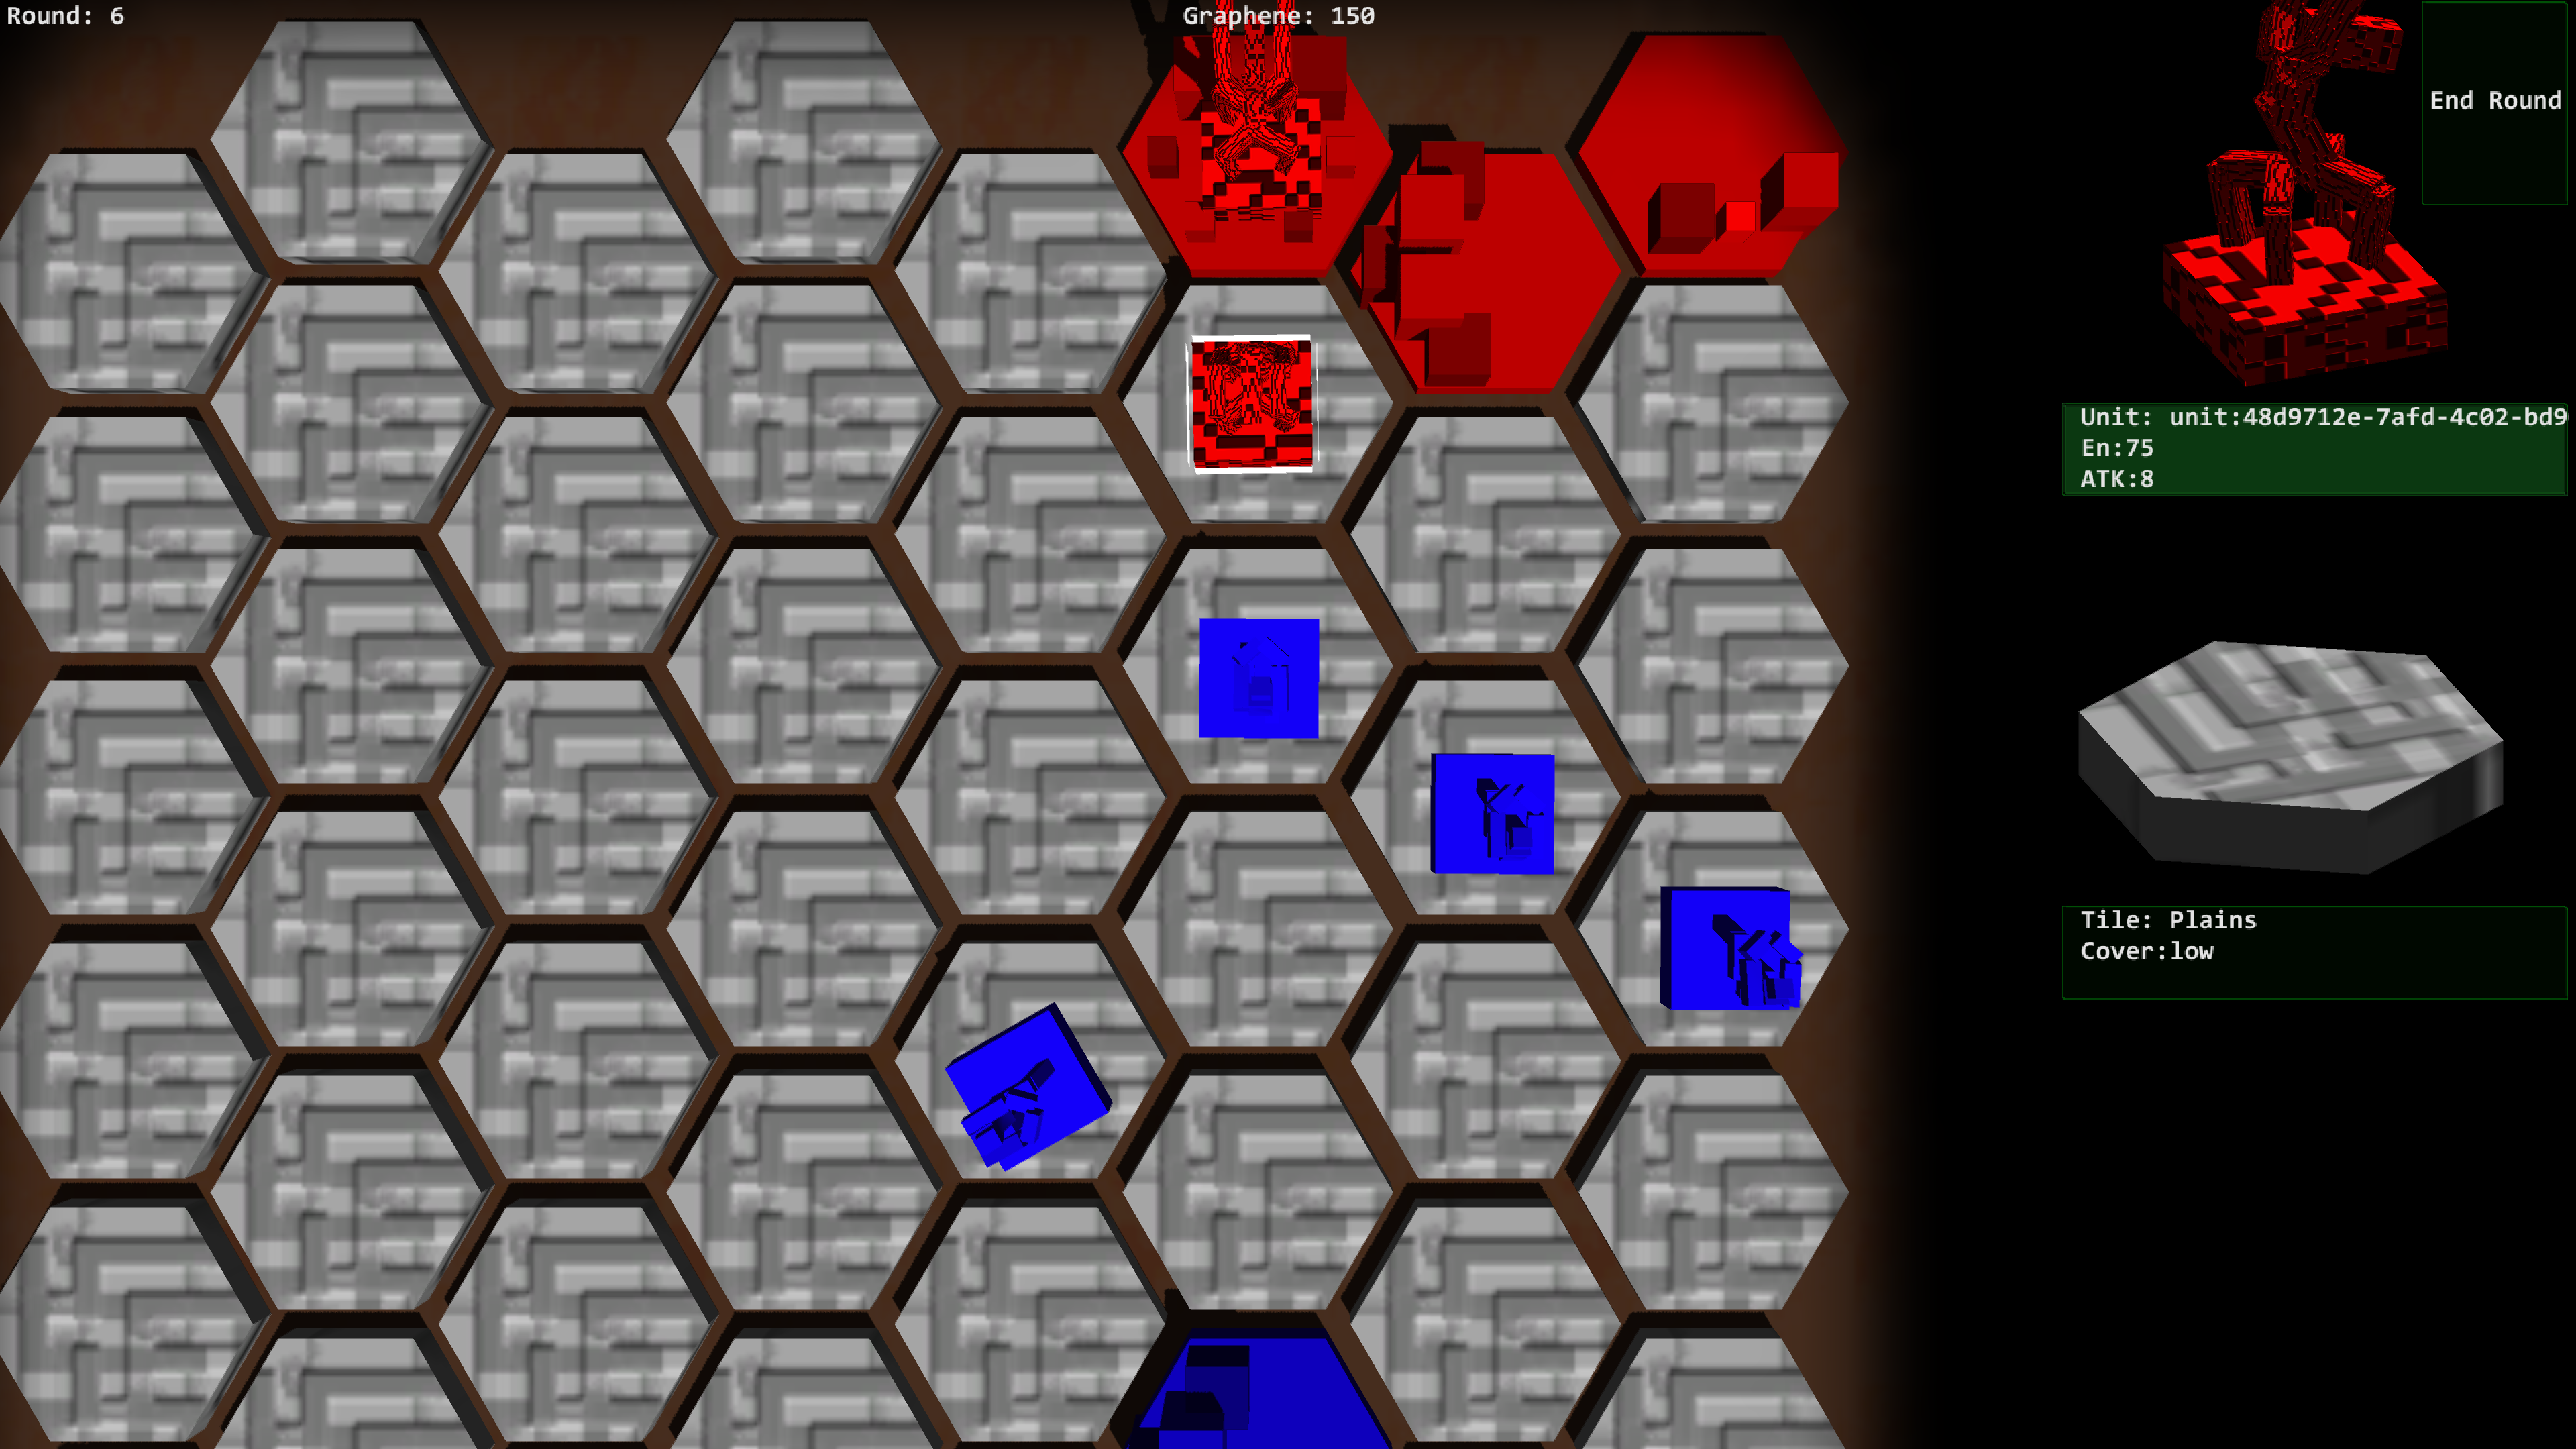 Round: 6
Graphene: 150
End Round
Unit: unit:48d9712e-7afd-4c02-bd9
En:75
ATK:8
Tile: Plains
Cover:low